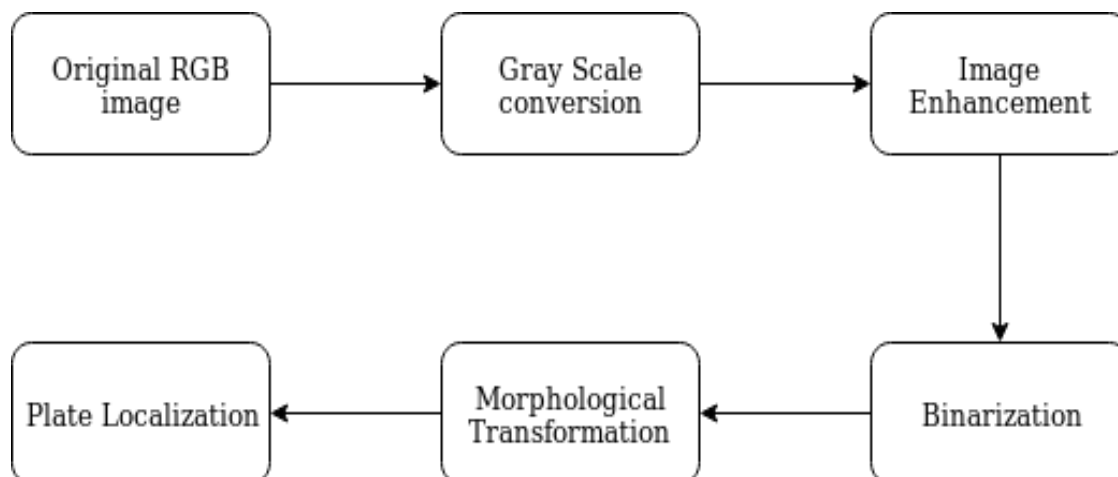 Original RGB
image
Gray Scale
conversion
Image
Enhancement
Binarization
Morphological
Transformation
Plate Localization